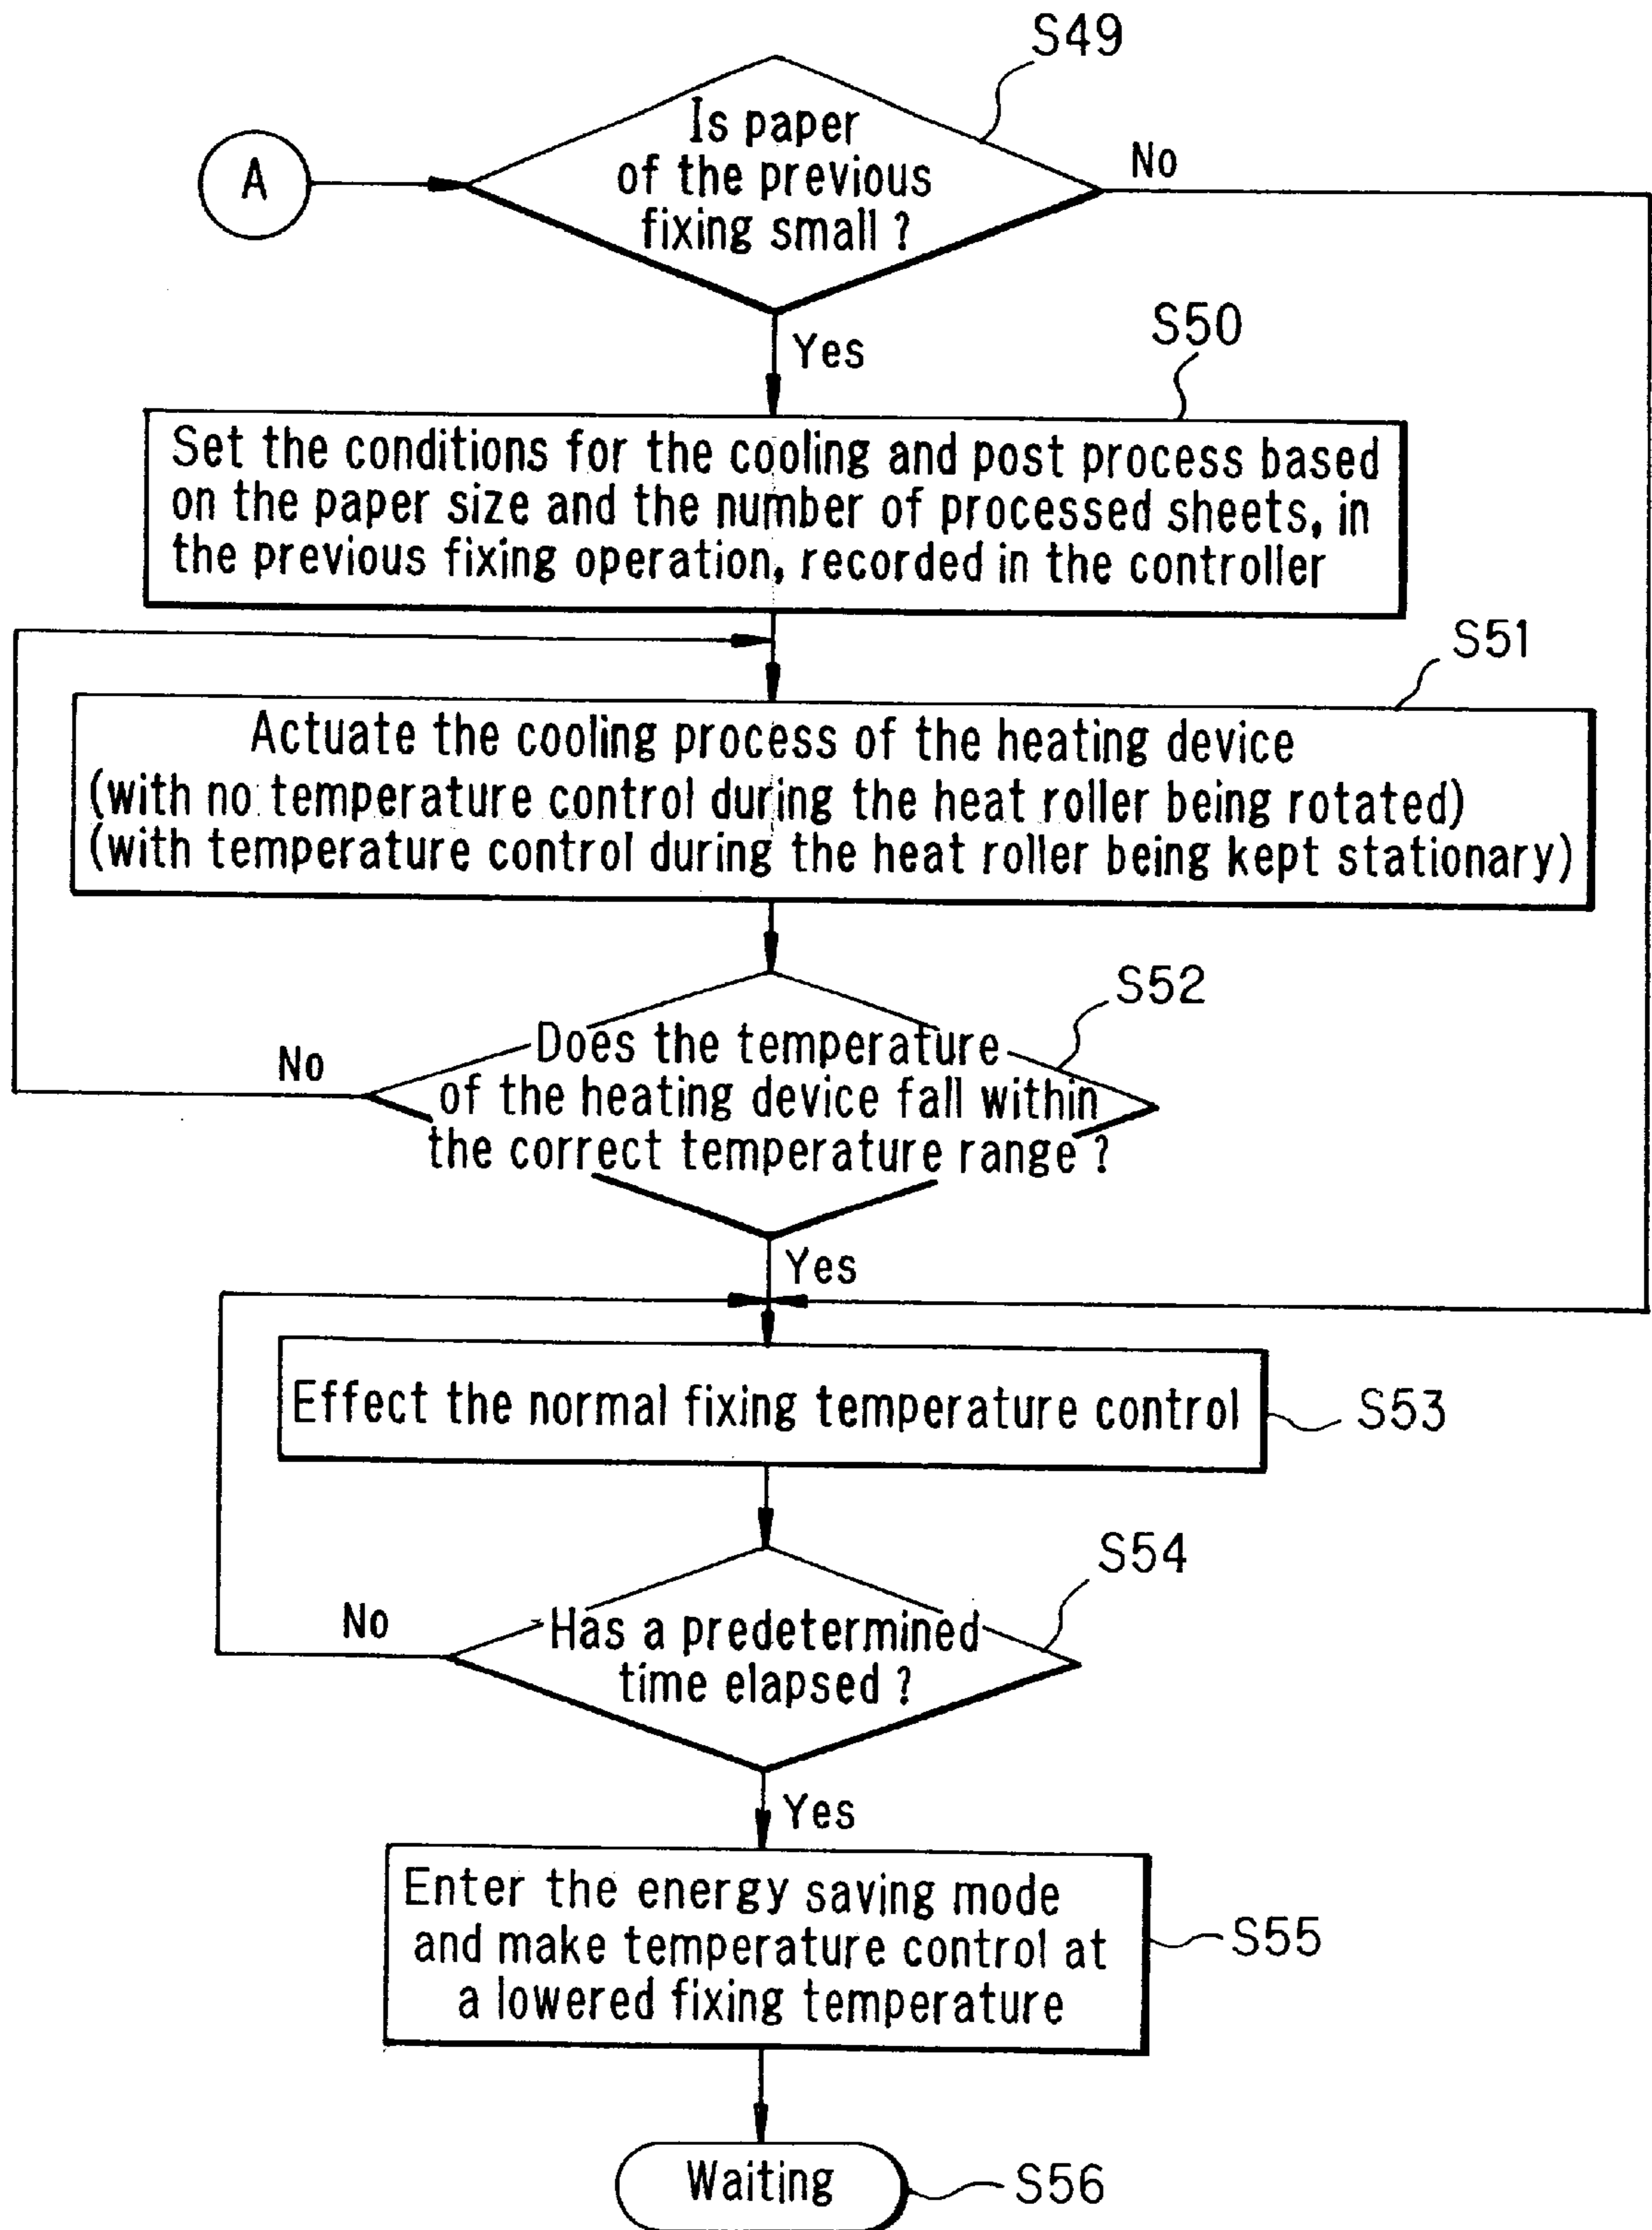 S49
Is paper
of the previous
fixing small ?
A
No
Yes
S50
Set the conditions for the cooling and post process based
on the paper size and the number of processed sheets, in
the previous fixing operation, recorded in the controller
S51
Actuate the cooling process of the heating device
(with no temperature control during the heat roller being rotated)
(with temperature control during the heat roller being kept stationary)
S52
Does the temperature
of the heating device fall within
the correct temperature range ?
No
Yes
Effect the normal fixing temperature control
S53
S54
Has a predetermined
time elapsed ?
No
Yes
Enter the energy saving mode
and make temperature control at
a lowered fixing temperature
S55
Waiting
S56